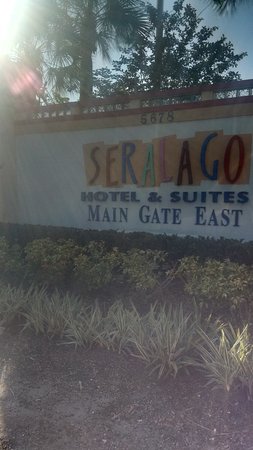 5678
SERALAGO
HOTEL & SUITES
MAIN GATE EAST